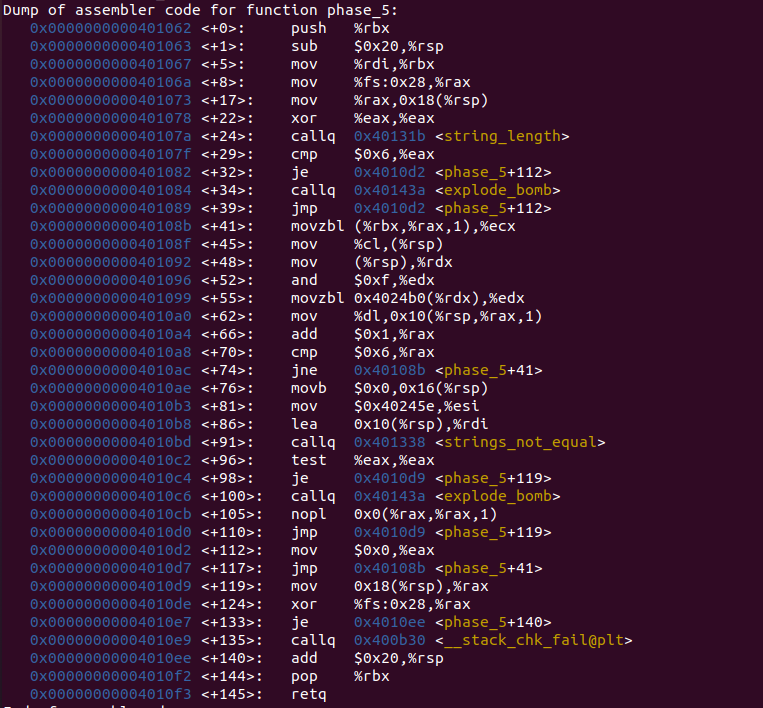 Dump of assembler code for function phase_5:
   0x0000000000401062 <+0>:     push   %rbx
   0x0000000000401063 <+1>:     sub    $0x20,%rsp
   0x0000000000401067 <+5>:     mov    %rdi,%rbx
   0x000000000040106a <+8>:     mov    %fs:0x28,%rax
   0x0000000000401073 <+17>:    mov    %rax,0x18(%rsp)
   0x0000000000401078 <+22>:    xor    %eax,%eax
   0x000000000040107a <+24>:    callq  0x40131b <string_length>
   0x000000000040107f <+29>:    cmp    $0x6,%eax
   0x0000000000401082 <+32>:    je     0x4010d2 <phase_5+112>
   0x0000000000401084 <+34>:    callq  0x40143a <explode_bomb>
   0x0000000000401089 <+39>:    jmp    0x4010d2 <phase_5+112>
   0x000000000040108b <+41>:    movzbl (%rbx,%rax,1),%ecx
   0x000000000040108f <+45>:    mov    %cl,(%rsp)
   0x0000000000401092 <+48>:    mov    (%rsp),%rdx
   0x0000000000401096 <+52>:    and    $0xf,%edx
   0x0000000000401099 <+55>:    movzbl 0x4024b0(%rdx),%edx
   0x00000000004010a0 <+62>:    mov    %dl,0x10(%rsp,%rax,1)
   0x00000000004010a4 <+66>:    add    $0x1,%rax
   0x00000000004010a8 <+70>:    cmp    $0x6,%rax
   0x00000000004010ac <+74>:    jne    0x40108b <phase_5+41>
   0x00000000004010ae <+76>:    movb   $0x0,0x16(%rsp)
   0x00000000004010b3 <+81>:    mov    $0x40245e,%esi
   0x00000000004010b8 <+86>:    lea    0x10(%rsp),%rdi
   0x00000000004010bd <+91>:    callq  0x401338 <strings_not_equal>
   0x00000000004010c2 <+96>:    test   %eax,%eax
   0x00000000004010c4 <+98>:    je     0x4010d9 <phase_5+119>
   0x00000000004010c6 <+100>:   callq  0x40143a <explode_bomb>
   0x00000000004010cb <+105>:   nopl   0x0(%rax,%rax,1)
   0x00000000004010d0 <+110>:   jmp    0x4010d9 <phase_5+119>
   0x00000000004010d2 <+112>:   mov    $0x0,%eax
   0x00000000004010d7 <+117>:   jmp    0x40108b <phase_5+41>
   0x00000000004010d9 <+119>:   mov    0x18(%rsp),%rax
   0x00000000004010de <+124>:   xor    %fs:0x28,%rax
   0x00000000004010e7 <+133>:   je     0x4010ee <phase_5+140>
   0x00000000004010e9 <+135>:   callq  0x400b30 <__stack_chk_fail@plt>
   0x00000000004010ee <+140>:   add    $0x20,%rsp
   0x00000000004010f2 <+144>:   pop    %rbx
   0x00000000004010f3 <+145>:   retq